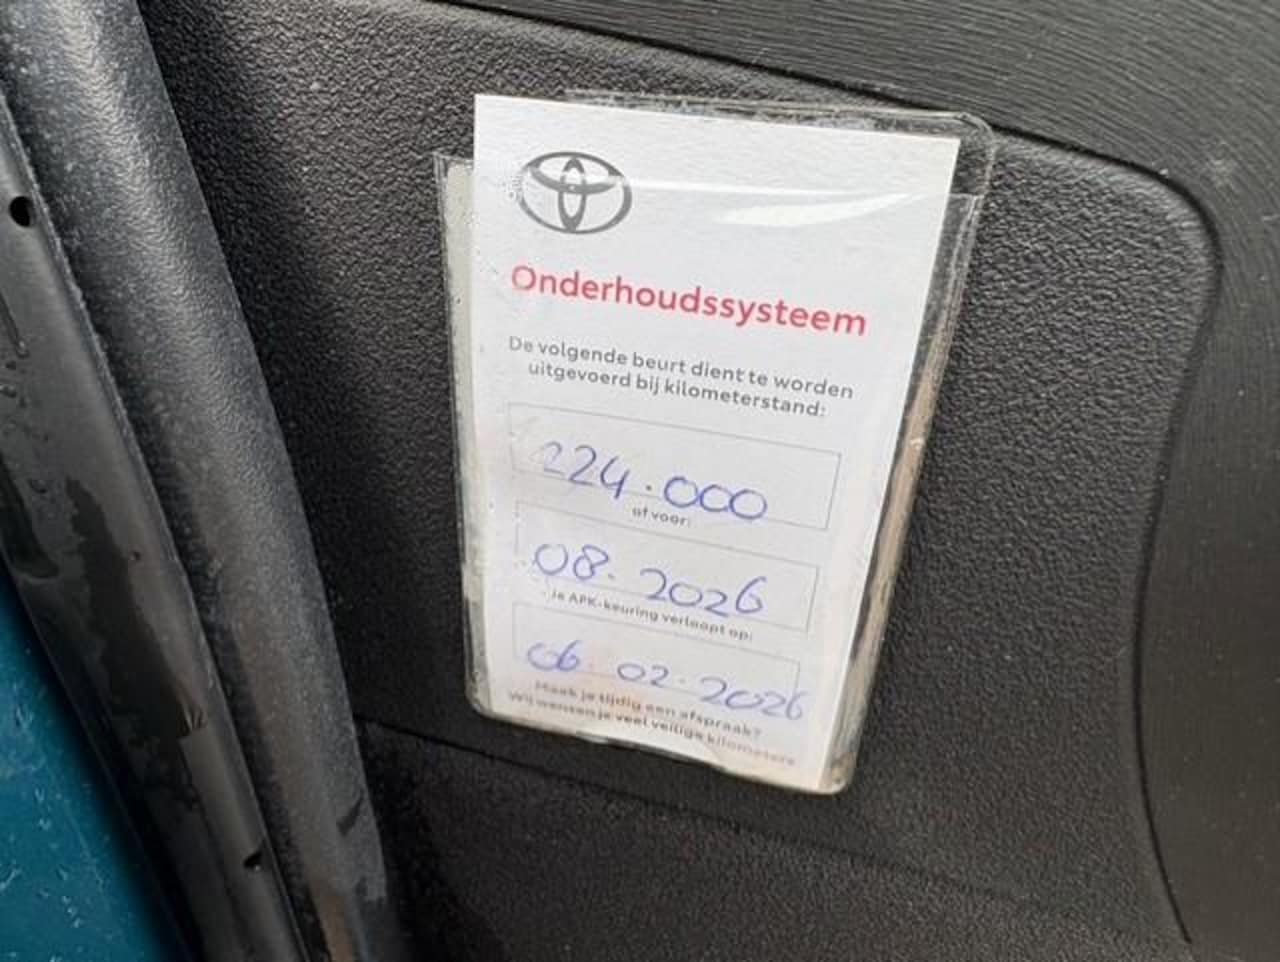 Onderhoudssysteem
De volgende beurt dient te worden
uitgevoerd bij kilometerstand:
224.000
of voor:
08.2026
Je APK-keuring verloopt op:
06.02.2026
Maak je tijdig een afspraak?
Wij wensen je veel veilige kilometers